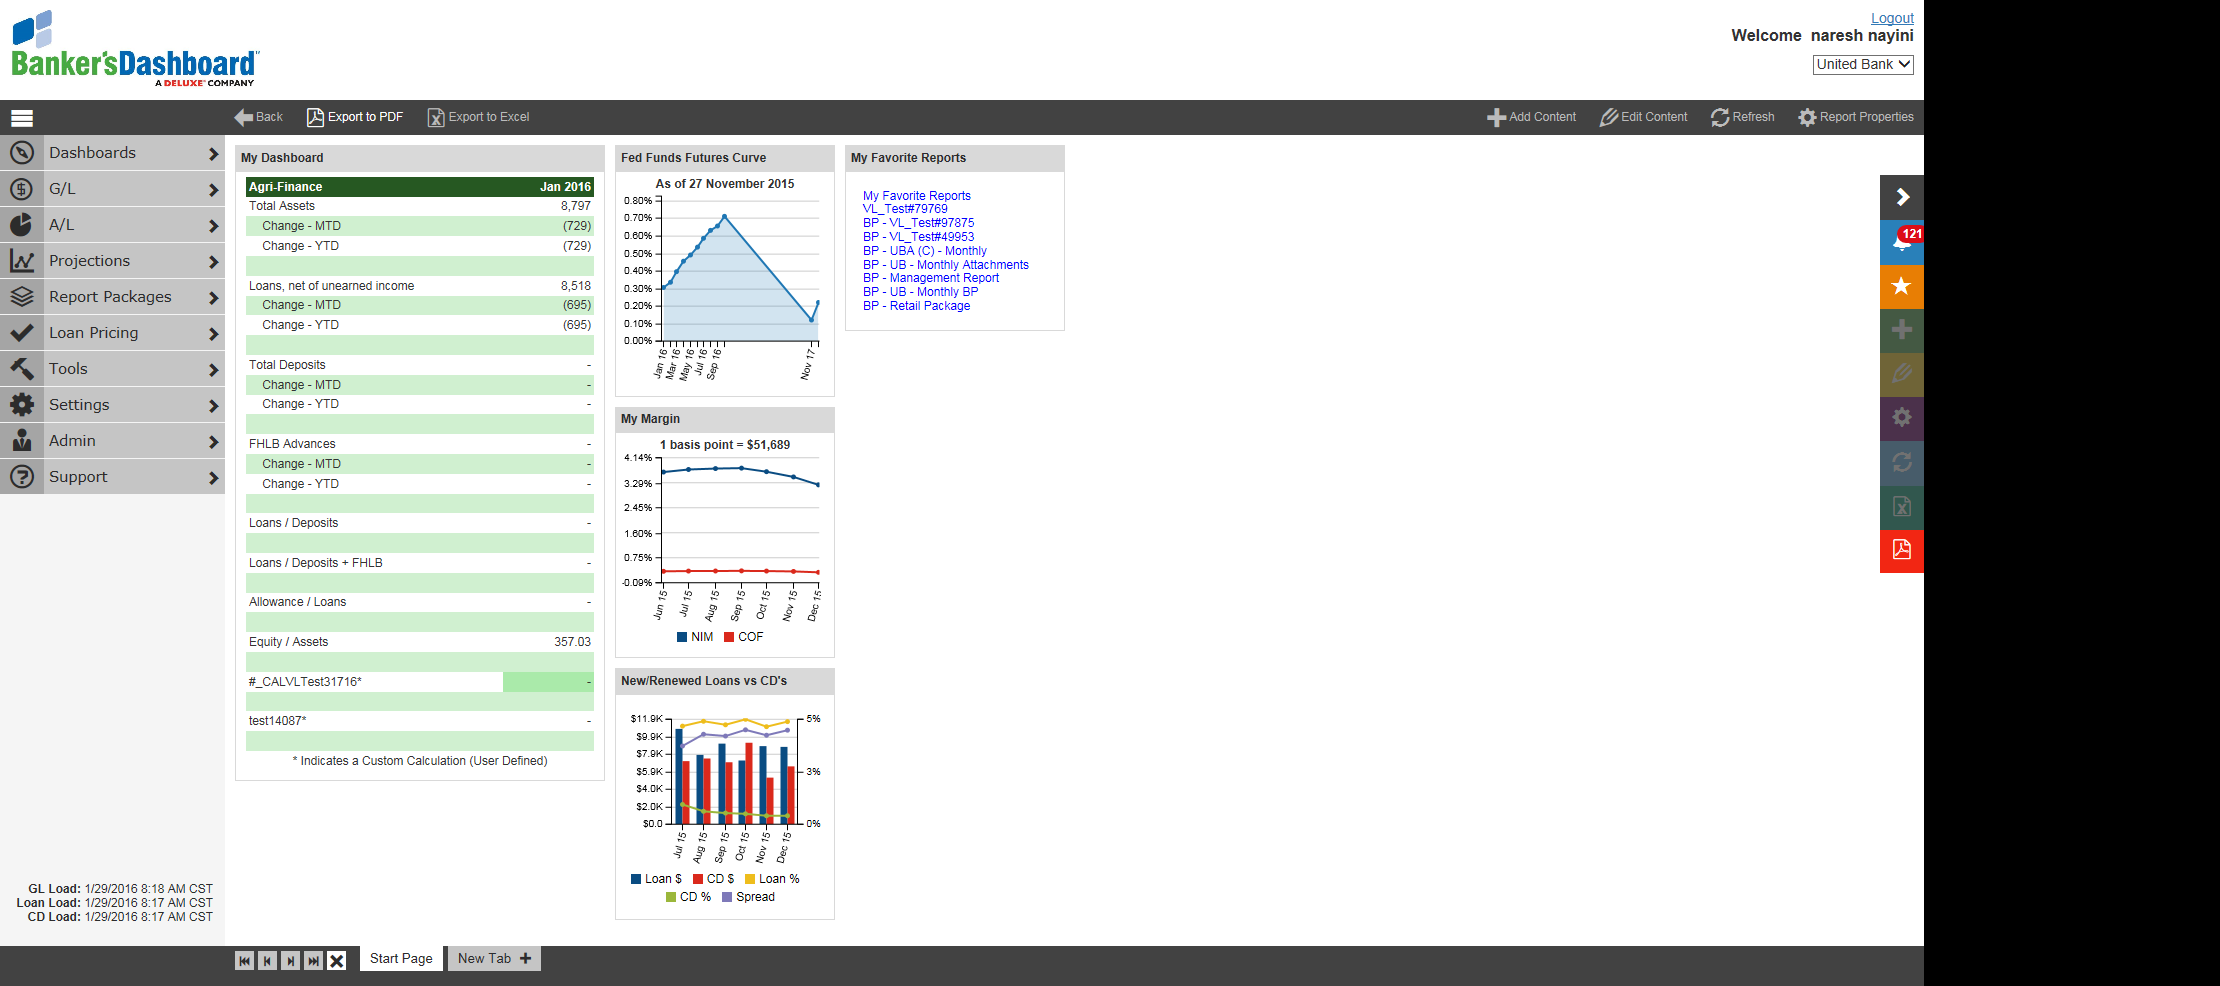 Banker'sDashboard
A DELUXE COMPANY
Logout
Welcome naresh nayini
United Bank
Back
Export to PDF
Export to Excel
Add Content
Edit Content
Refresh
Report Properties
Dashboards
G/L
A/L
Projections
Report Packages
Loan Pricing
Tools
Settings
Admin
Support
GL Load: 1/29/2016 8:18 AM CST
Loan Load: 1/29/2016 8:17 AM CST
CD Load: 1/29/2016 8:17 AM CST
My Dashboard
Agri-Finance Jan 2016
Total Assets 8,797
Change - MTD (729)
Change - YTD (729)
Loans, net of unearned income 8,518
Change - MTD (695)
Change - YTD (695)
Total Deposits -
Change - MTD -
Change - YTD -
FHLB Advances -
Change - MTD -
Change - YTD -
Loans / Deposits -
Loans / Deposits + FHLB -
Allowance / Loans -
Equity / Assets 357.03
#_CALVLTest31716* -
test14087* -
* Indicates a Custom Calculation (User Defined)
Fed Funds Futures Curve
As of 27 November 2015
0.80%
0.70%
0.60%
0.50%
0.40%
0.30%
0.20%
0.10%
0.00%
Jan 16
Mar 16
May 16
Jul 16
Sep 16
Nov 17
My Margin
1 basis point = $51,689
4.14%
3.29%
2.45%
1.60%
0.75%
-0.09%
Jun 15
Jul 15
Aug 15
Sep 15
Oct 15
Nov 15
Dec 15
NIM COF
New/Renewed Loans vs CD's
$11.9K
$9.9K
$7.9K
$5.9K
$4.0K
$2.0K
$0.0
5%
3%
0%
Jul 15
Aug 15
Sep 15
Oct 15
Nov 15
Dec 15
Loan $ CD $ Loan %
CD % Spread
My Favorite Reports
My Favorite Reports
VL_Test#79769
BP - VL_Test#97875
BP - VL_Test#49953
BP - UBA (C) - Monthly
BP - UB - Monthly Attachments
BP - Management Report
BP - UB - Monthly BP
BP - Retail Package
121
Start Page
New Tab